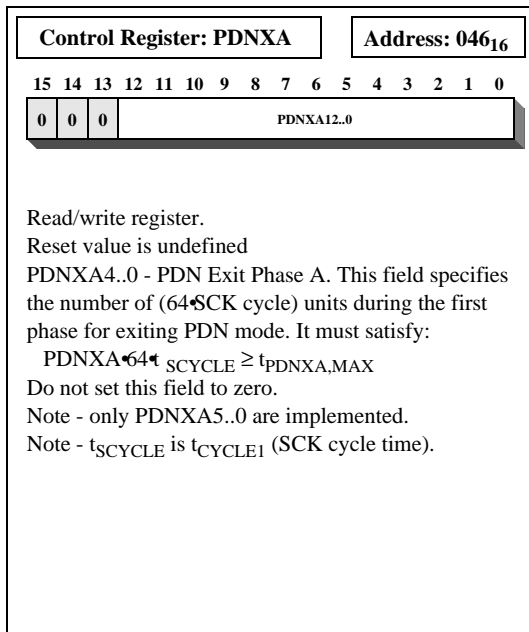 Control Register: PDNXA
Address: 046₁₆
15 14 13 12 11 10 9 8 7 6 5 4 3 2 1 0
0 0 0 PDNXA12..0
Read/write register.
Reset value is undefined
PDNXA4..0 - PDN Exit Phase A. This field specifies
the number of (64•SCK cycle) units during the first
phase for exiting PDN mode. It must satisfy:
PDNXA•64•t SCYCLE ≥ tPDNXA,MAX
Do not set this field to zero.
Note - only PDNXA5..0 are implemented.
Note - tSCYCLE is tCYCLE1 (SCK cycle time).